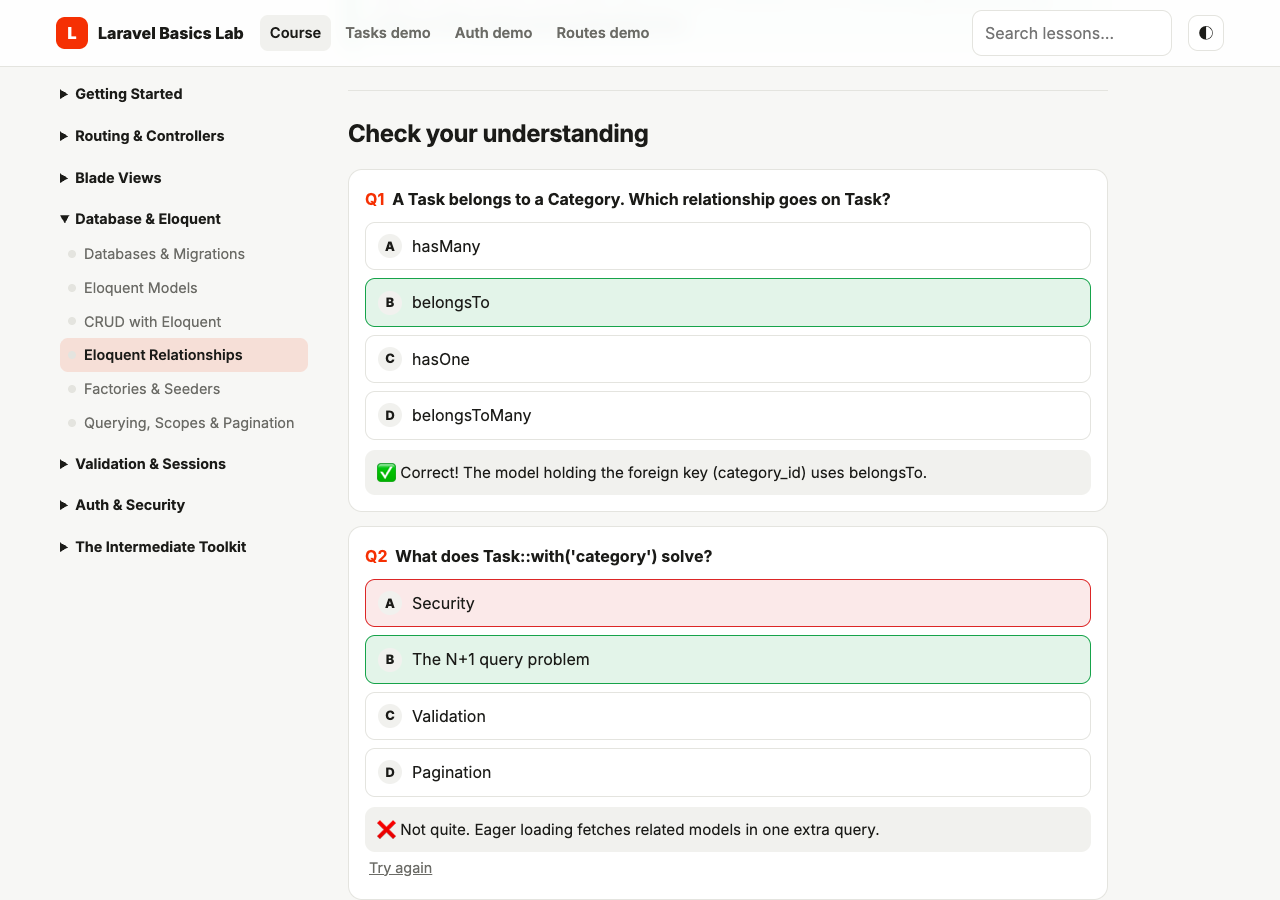 L Laravel Basics Lab Course Tasks demo Auth demo Routes demo Search lessons...
Getting Started
Routing & Controllers
Blade Views
Database & Eloquent
Databases & Migrations
Eloquent Models
CRUD with Eloquent
Eloquent Relationships
Factories & Seeders
Querying, Scopes & Pagination
Validation & Sessions
Auth & Security
The Intermediate Toolkit
Check your understanding
Q1 A Task belongs to a Category. Which relationship goes on Task?
A hasMany
B belongsTo
C hasOne
D belongsToMany
✅ Correct! The model holding the foreign key (category_id) uses belongsTo.
Q2 What does Task::with('category') solve?
A Security
B The N+1 query problem
C Validation
D Pagination
❌ Not quite. Eager loading fetches related models in one extra query.
Try again